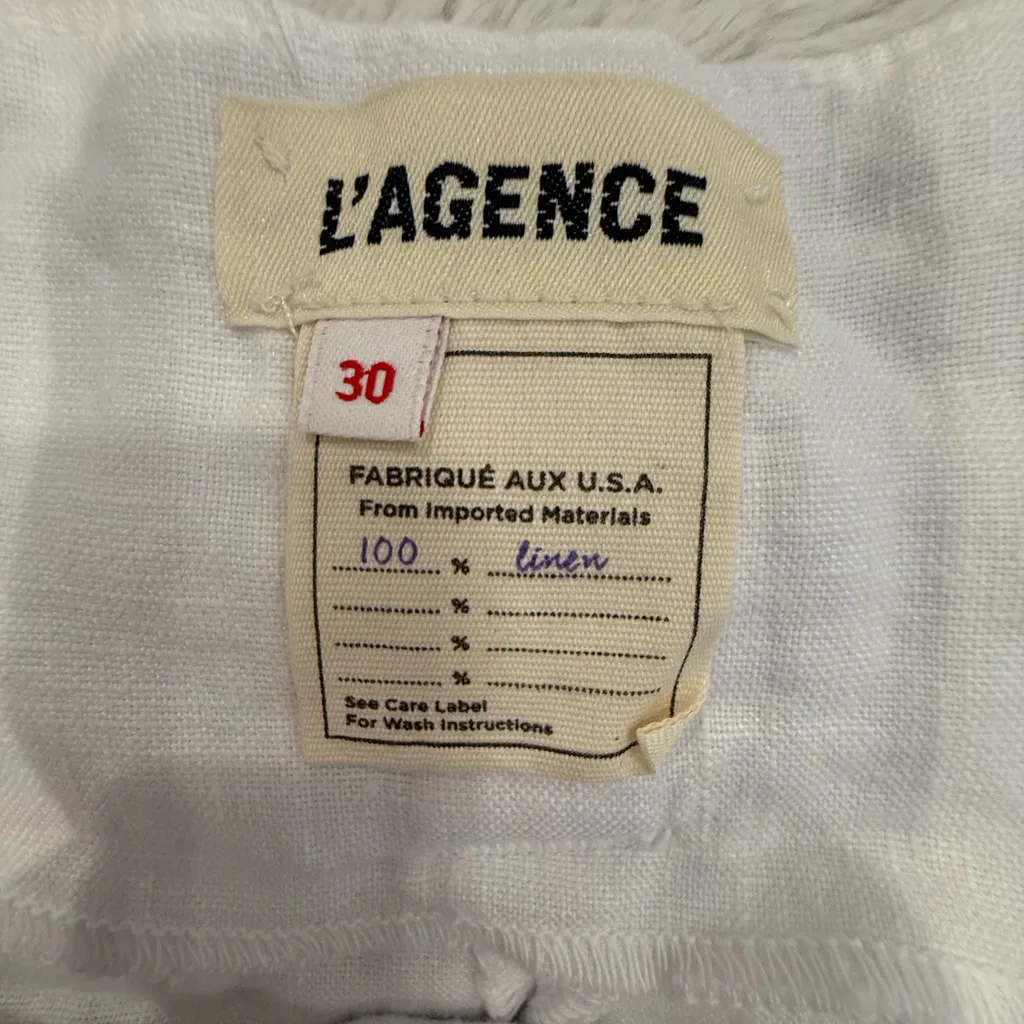 L'AGENCE
30
FABRIQUÉ AUX U.S.A.
From Imported Materials
100 % linen
%
%
%
See Care Label
For Wash Instructions